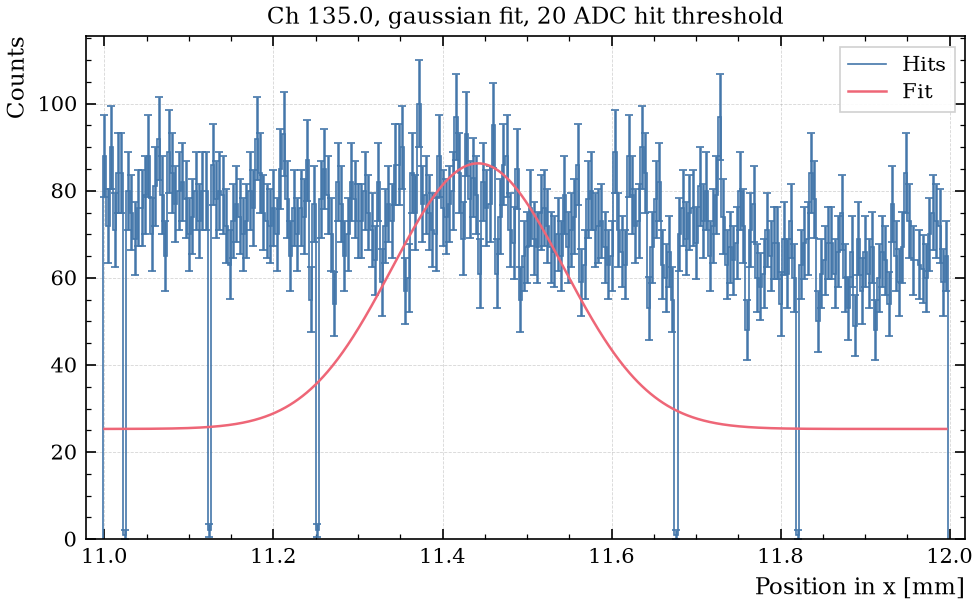 Ch 135.0, gaussian fit, 20 ADC hit threshold
Counts
Hits
Fit
100
80
60
40
20
0
11.0 11.2 11.4 11.6 11.8 12.0
Position in x [mm]